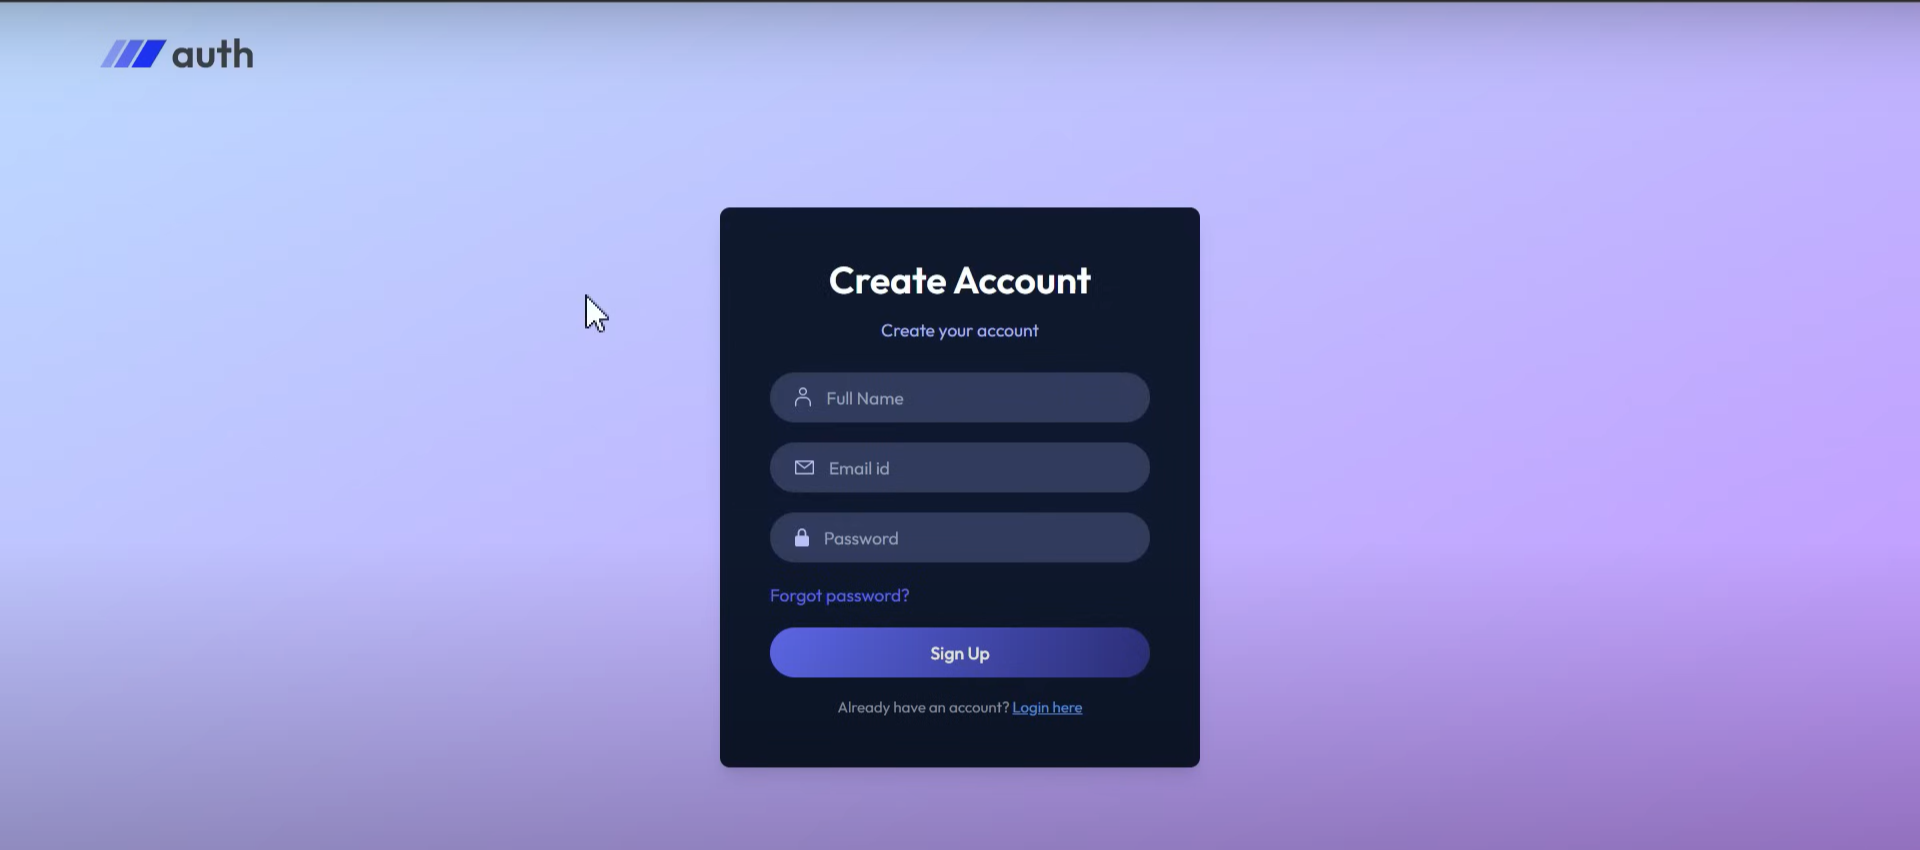 auth
Create Account
Create your account
Full Name
Email id
Password
Forgot password?
Sign Up
Already have an account? Login here